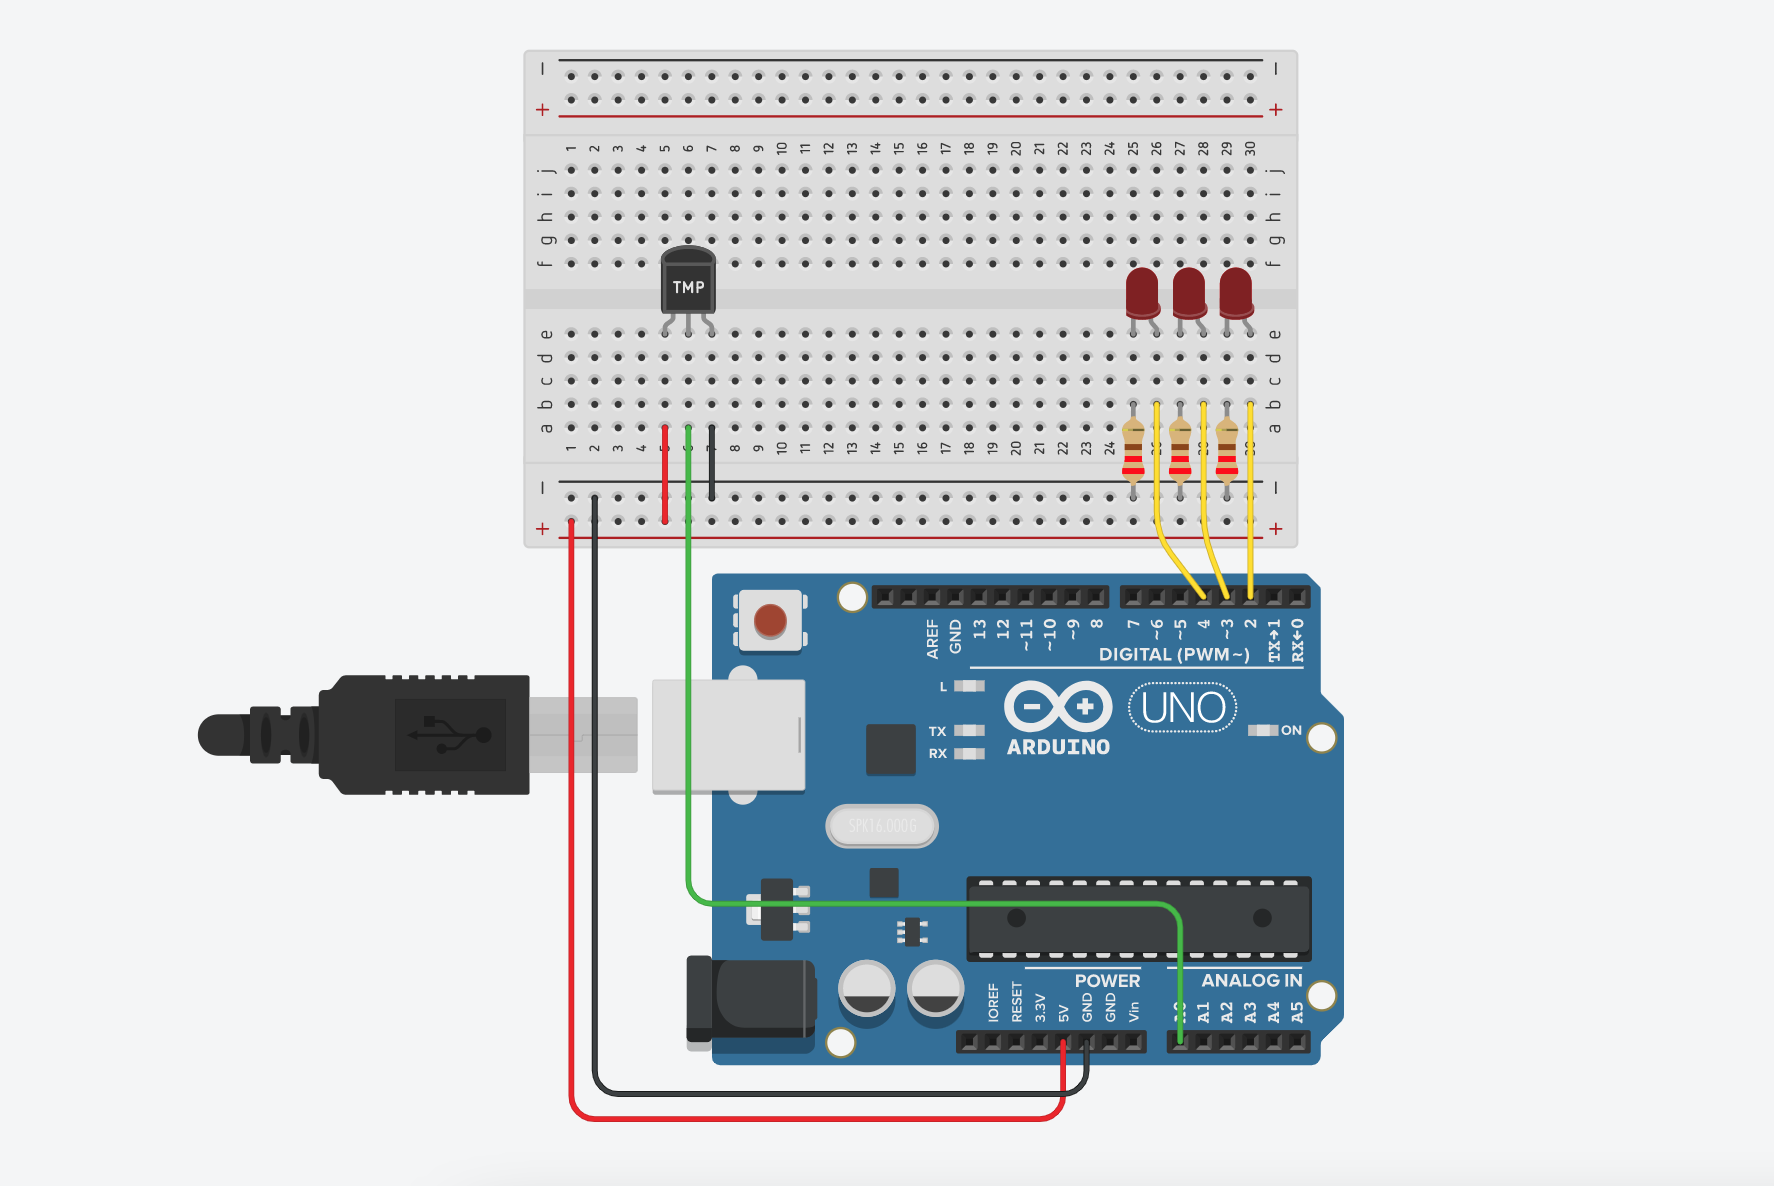 − −
+ +
1 2 3 4 5 6 7 8 9 10 11 12 13 14 15 16 17 18 19 20 21 22 23 24 25 26 27 28 29 30
j j
i i
h h
g g
f f
TMP
e e
d d
c c
b b
a a
1 2 3 4 7 8 9 10 11 12 13 14 15 16 17 18 19 20 21 22 23 24
− −
+ +
AREF GND 13 12 ~11 ~10 ~9 8 7 ~6 ~5 4 ~3 2 TX→1 RX←0
DIGITAL (PWM~)
L
UNO
TX
ON
RX
ARDUINO
SPK16.000G
POWER ANALOG IN
IOREF RESET 3.3V 5V GND GND Vin A0 A1 A2 A3 A4 A5